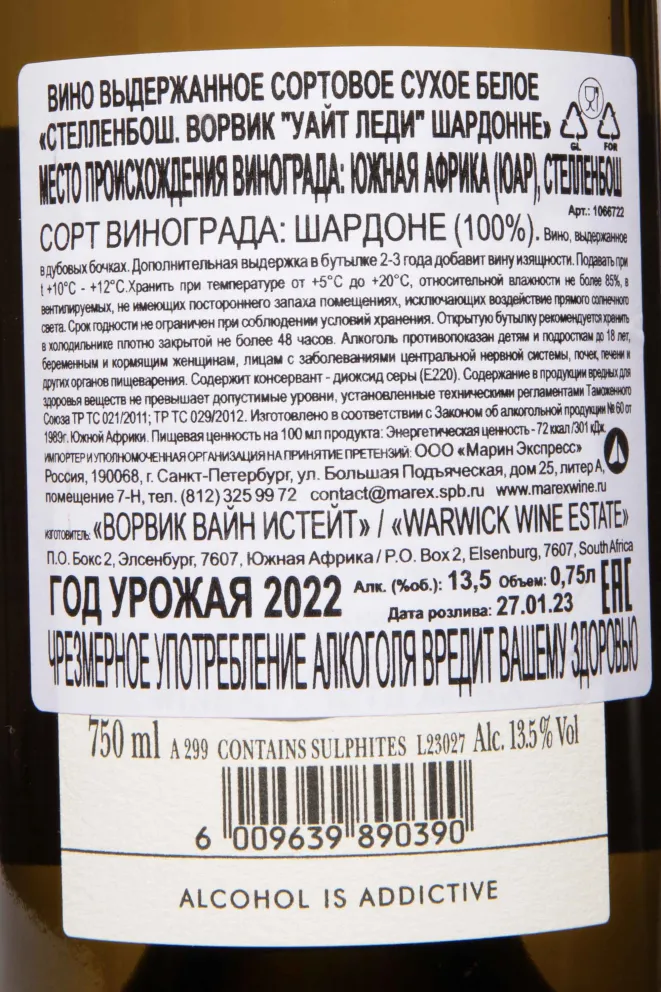 ВИНО ВЫДЕРЖАННОЕ СОРТОВОЕ СУХОЕ БЕЛОЕ
«СТЕЛЛЕНБОШ. ВОРВИК "УАЙТ ЛЕДИ" ШАРДОННЕ»
GL FOR
МЕСТО ПРОИСХОЖДЕНИЯ ВИНОГРАДА: ЮЖНАЯ АФРИКА (ЮАР), СТЕЛЛЕНБОШ
Арт.: 1066722
СОРТ ВИНОГРАДА: ШАРДОНЕ (100%). Вино, выдержанное
в дубовых бочках. Дополнительная выдержка в бутылке 2-3 года добавит вину изящности. Подавать при
t +10°C - +12°C.Хранить при температуре от +5°C до +20°C, относительной влажности не более 85%, в
вентилируемых, не имеющих постороннего запаха помещениях, исключающих воздействие прямого солнечного
света. Срок годности не ограничен при соблюдении условий хранения. Открытую бутылку рекомендуется хранить
в холодильнике плотно закрытой не более 48 часов. Алкоголь противопоказан детям и подросткам до 18 лет,
беременным и кормящим женщинам, лицам с заболеваниями центральной нервной системы, почек, печени и
других органов пищеварения. Содержит консервант - диоксид серы (Е220). Содержание в продукции вредных для
здоровья веществ не превышает допустимые уровни, установленные техническими регламентами Таможенного
Союза ТР ТС 021/2011; ТР ТС 029/2012. Изготовлено в соответствии с Законом об алкогольной продукции № 60 от
1989г. Южной Африки. Пищевая ценность на 100 мл продукта: Энергетическая ценность - 72 ккал /301 кДж.
ИМПОРТЕР И УПОЛНОМОЧЕННАЯ ОРГАНИЗАЦИЯ НА ПРИНЯТИЕ ПРЕТЕНЗИЙ: ООО «Марин Экспресс»
Россия, 190068, г. Санкт-Петербург, ул. Большая Подъяческая, дом 25, литер А,
помещение 7-Н, тел. (812) 325 99 72 contact@marex.spb.ru www.marexwine.ru
ИЗГОТОВИТЕЛЬ: «ВОРВИК ВАЙН ИСТЕЙТ» / «WARWICK WINE ESTATE»
П.О. Бокс 2, Элсенбург, 7607, Южная Африка / P.O. Box 2, Elsenburg, 7607, South Africa
ГОД УРОЖАЯ 2022 Алк. (%об.): 13,5 Объем: 0,75л
Дата розлива: 27.01.23 EAC
ЧРЕЗМЕРНОЕ УПОТРЕБЛЕНИЕ АЛКОГОЛЯ ВРЕДИТ ВАШЕМУ ЗДОРОВЬЮ
750 ml A 299 CONTAINS SULPHITES L23027 Alc. 13.5% Vol
6 009639 890390
ALCOHOL IS ADDICTIVE